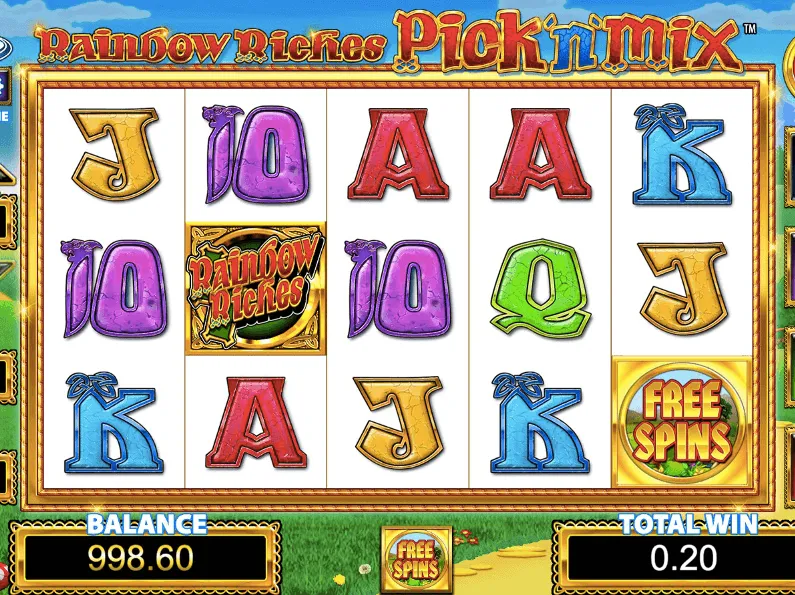 Rainbow Riches Pick 'n' Mix™
J 10 A A K
10 Rainbow Riches 10 Q J
K A J K FREE SPINS
BALANCE
998.60
FREE SPINS
TOTAL WIN
0.20